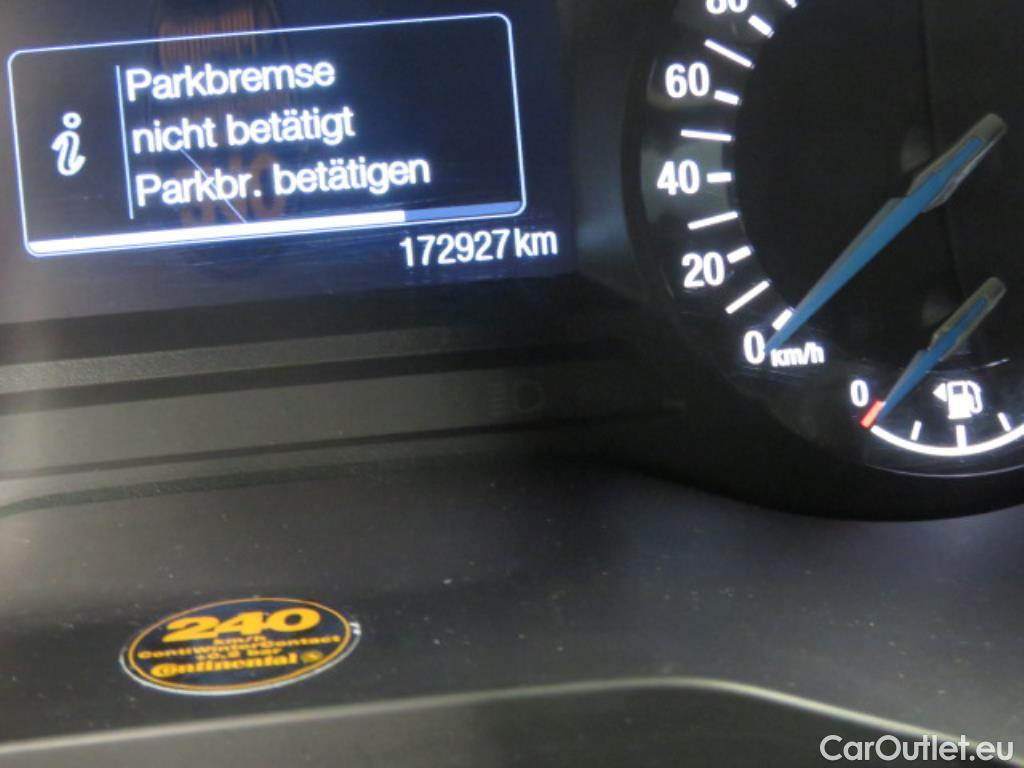 Parkbremse
nicht betätigt
Parkbr. betätigen
172927 km
80
60
40
20
0 km/h
0
240
km/h
ContiWinterContact
Continental
CarOutlet.eu